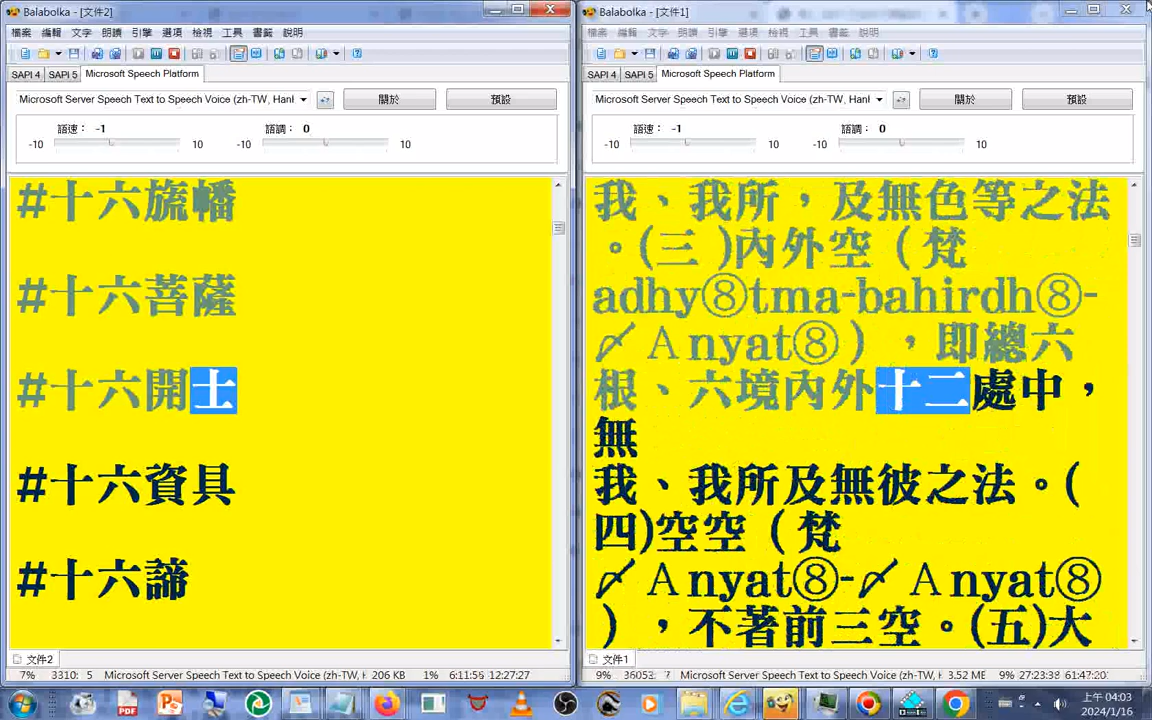 Balabolka - [文件2]
檔案 編輯 文字 朗讀 引擎 選項 檢視 工具 書籤 說明
SAPI 4 SAPI 5 Microsoft Speech Platform
Microsoft Server Speech Text to Speech Voice (zh-TW, Hanl
關於 預設
語速： -1 語調： 0
-10 10 -10 10
#十六旒幡
#十六菩薩
#十六開士
#十六資具
#十六諦
文件2
7% 3310: 5 Microsoft Server Speech Text to Speech Voice (zh-TW, H 206 KB 1% 6:11:56 12:27:27
Balabolka - [文件1]
檔案 編輯 文字 朗讀 引擎 選項 檢視 工具 書籤 說明
SAPI 4 SAPI 5 Microsoft Speech Platform
Microsoft Server Speech Text to Speech Voice (zh-TW, Hanl
關於 預設
語速： -1 語調： 0
-10 10 -10 10
我、我所，及無色等之法
。(三 )內外空（梵
adhy⑧tma-bahirdh⑧-
〆Ａnyat⑧），即總六
根、六境內外十二處中，
無
我、我所及無彼之法。(
四)空空（梵
〆Ａnyat⑧-〆Ａnyat⑧
），不著前三空。(五)大
文件1
9% Microsoft Server Speech Text to Speech Voice (zh-TW, H 3.52 MB 9%
上午 04:03
2024/1/16